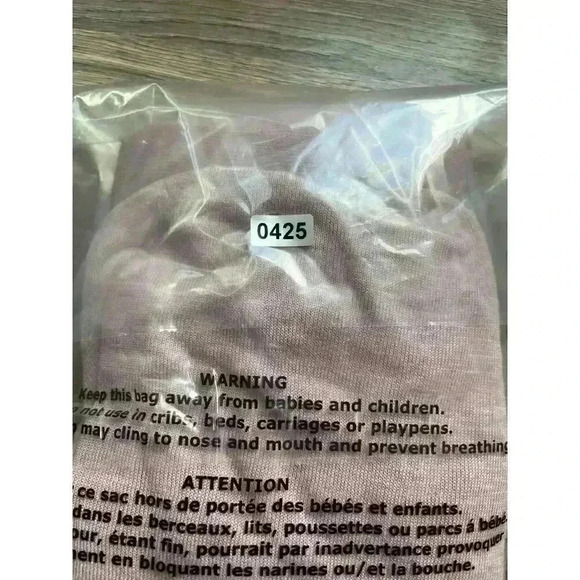 0425
WARNING
Keep this bag away from babies and children.
not use in cribs, beds, carriages or playpens.
may cling to nose and mouth and prevent breathing
ATTENTION
ce sac hors de portée des bébés et enfants.
dans les berceaux, lits, poussettes ou parcs à bébé
étant fin, pourrait par inadvertance provoquer
en bloquant les narines ou/et la bouche.